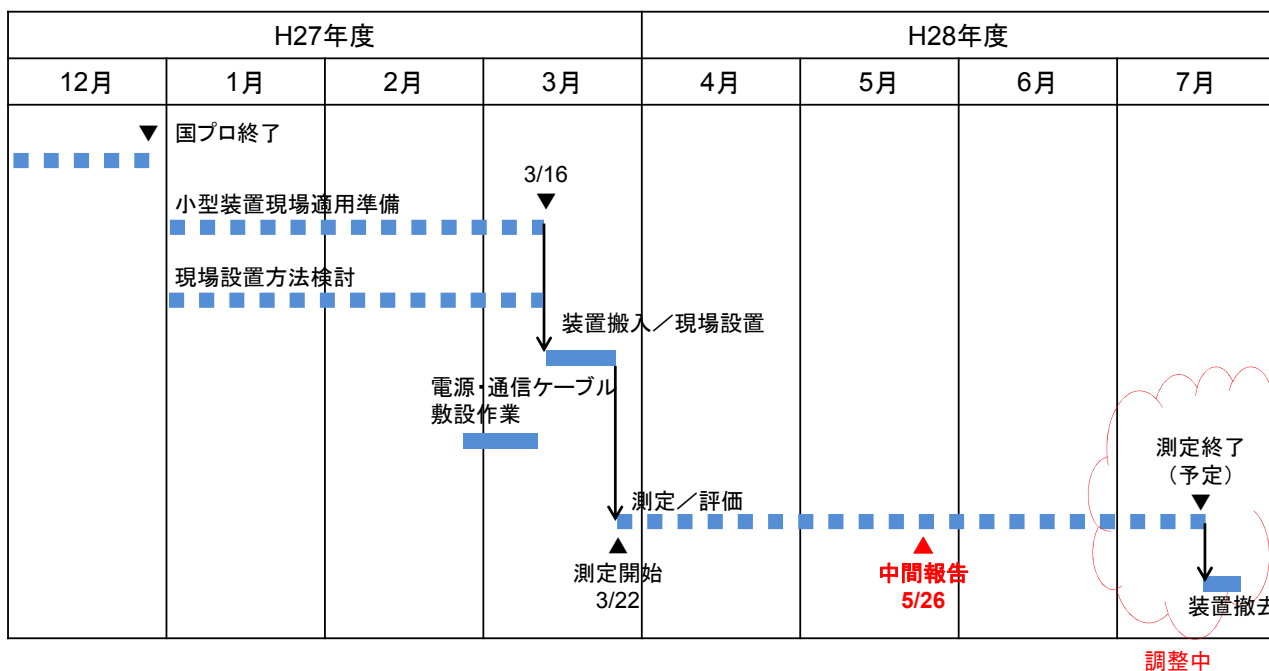 H27年度
H28年度
12月
1月
2月
3月
4月
5月
6月
7月
▼ 国プロ終了
3/16
▼
小型装置現場適用準備
現場設置方法検討
装置搬入／現場設置
電源・通信ケーブル
敷設作業
測定終了
（予定）
▼
測定／評価
▲
測定開始
3/22
▲
中間報告
5/26
装置撤去
調整中